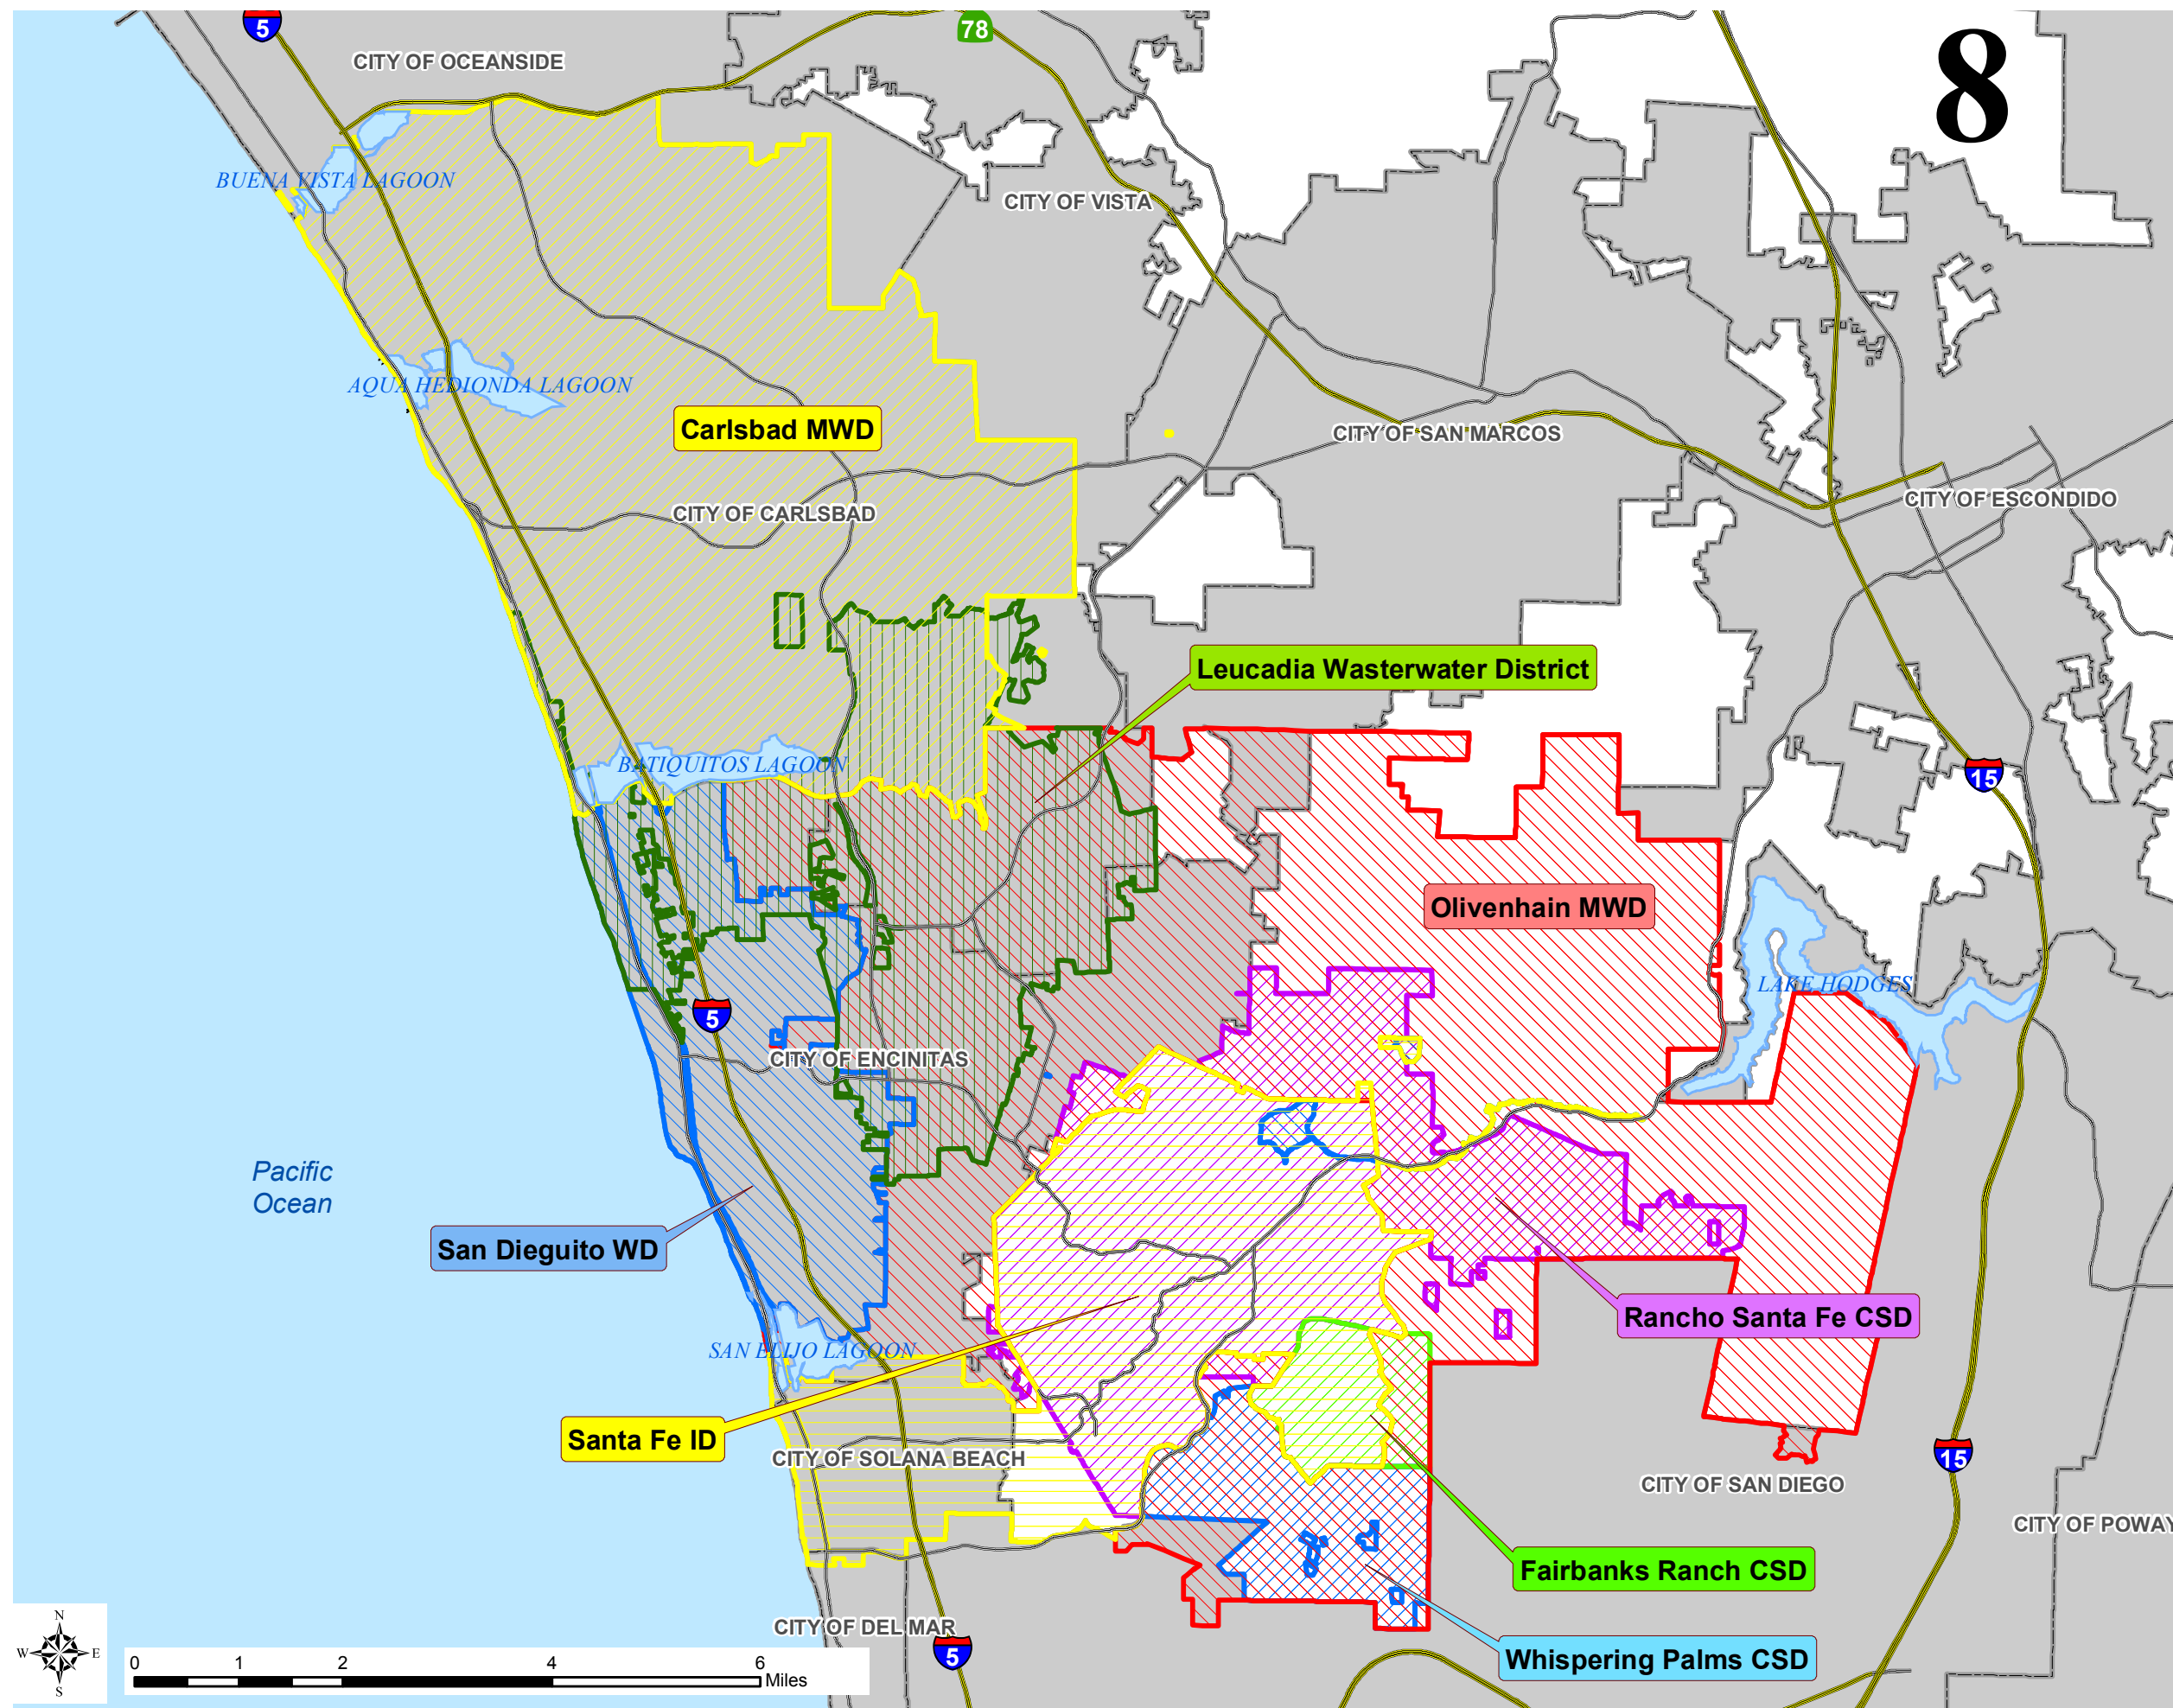 5
78
8
CITY OF OCEANSIDE
BUENA VISTA LAGOON
CITY OF VISTA
AQUA HEDIONDA LAGOON
Carlsbad MWD
CITY OF SAN MARCOS
CITY OF ESCONDIDO
CITY OF CARLSBAD
Leucadia Wasterwater District
BATIQUITOS LAGOON
15
Olivenhain MWD
LAKE HODGES
5
CITY OF ENCINITAS
Pacific
Ocean
San Dieguito WD
Rancho Santa Fe CSD
SAN ELIJO LAGOON
Santa Fe ID
CITY OF SOLANA BEACH
15
CITY OF SAN DIEGO
CITY OF POWAY
Fairbanks Ranch CSD
CITY OF DEL MAR
5
Whispering Palms CSD
N
W E
S
0 1 2 4 6
Miles